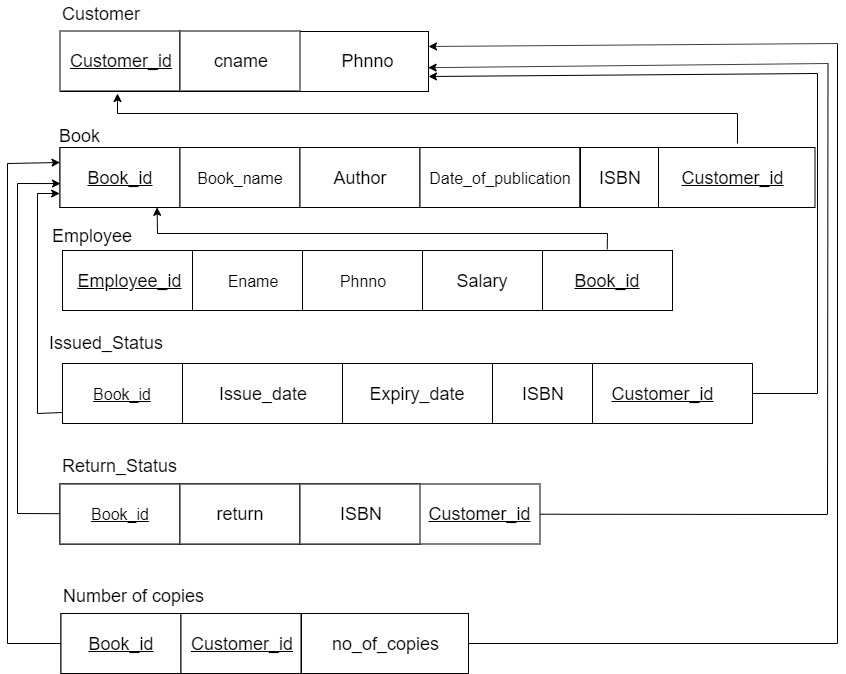 Customer
Customer_id cname Phnno
Book
Book_id Book_name Author Date_of_publication ISBN Customer_id
Employee
Employee_id Ename Phnno Salary Book_id
Issued_Status
Book_id Issue_date Expiry_date ISBN Customer_id
Return_Status
Book_id return ISBN Customer_id
Number of copies
Book_id Customer_id no_of_copies